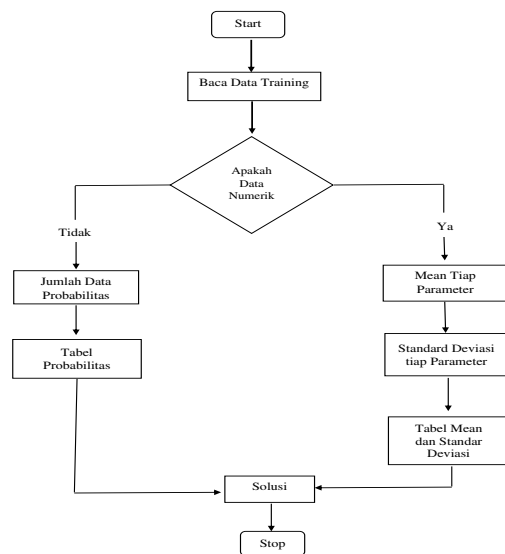 Start
Baca Data Training
Apakah
Data
Numerik
Tidak
Ya
Jumlah Data
Probabilitas
Mean Tiap
Parameter
Tabel
Probabilitas
Standard Deviasi
tiap Parameter
Tabel Mean
dan Standar
Deviasi
Solusi
Stop